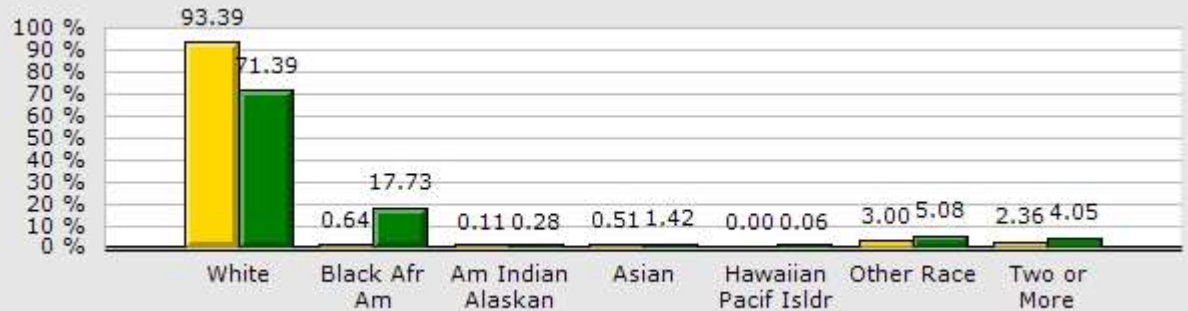 93.39
100 %
90 %
80 %
71.39
70 %
60 %
50 %
40 %
30 %
20 %
10 %
0 %
0.64
17.73
0.11 0.28
0.51 1.42
0.00 0.06
3.00 5.08
2.36 4.05
White
Black Afr
Am
Am Indian
Alaskan
Asian
Hawaiian
Pacif Isldr
Other Race
Two or
More